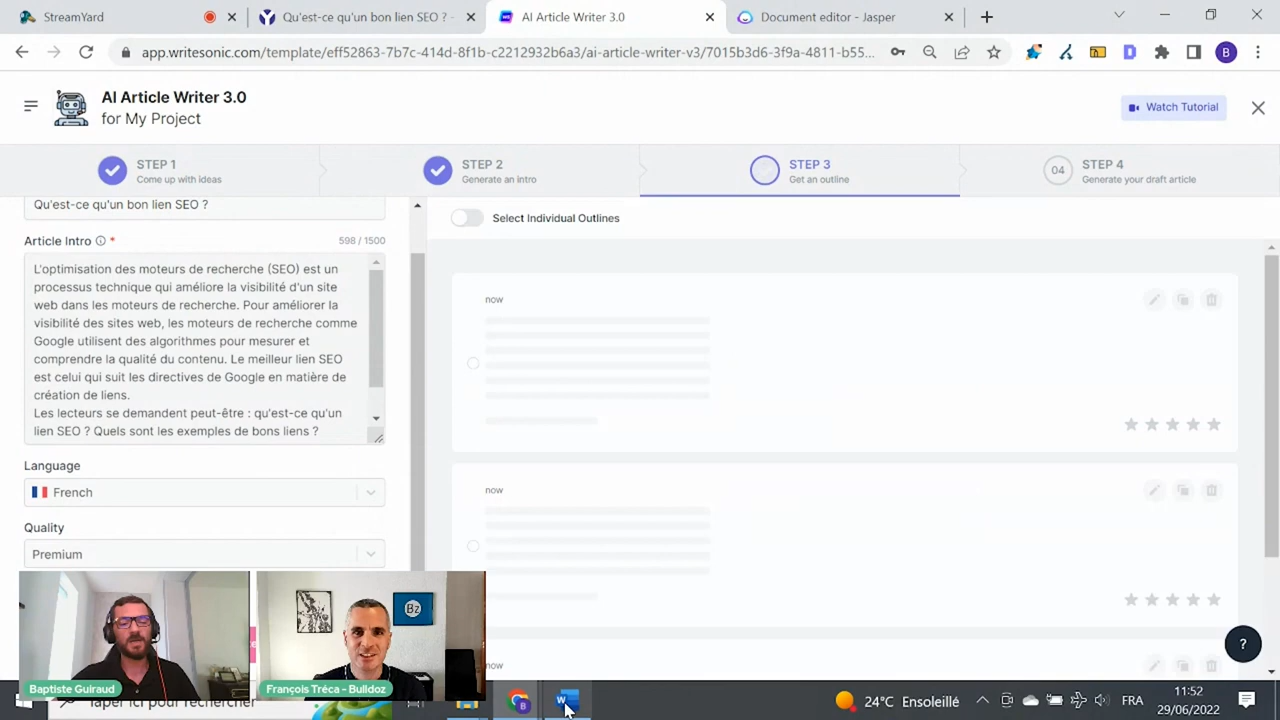 StreamYard
Qu'est-ce qu'un bon lien SEO ? -
AI Article Writer 3.0
Document editor - Jasper
app.writesonic.com/template/eff52863-7b7c-414d-8f1b-c2212932b6a3/ai-article-writer-v3/7015b3d6-3f9a-4811-b55...
B
AI Article Writer 3.0
for My Project
Watch Tutorial
STEP 1
Come up with ideas
STEP 2
Generate an intro
STEP 3
Get an outline
04
STEP 4
Generate your draft article
Qu'est-ce qu'un bon lien SEO ?
Article Intro *
598 / 1500
L'optimisation des moteurs de recherche (SEO) est un
processus technique qui améliore la visibilité d'un site
web dans les moteurs de recherche. Pour améliorer la
visibilité des sites web, les moteurs de recherche comme
Google utilisent des algorithmes pour mesurer et
comprendre la qualité du contenu. Le meilleur lien SEO
est celui qui suit les directives de Google en matière de
création de liens.
Les lecteurs se demandent peut-être : qu'est-ce qu'un
lien SEO ? Quels sont les exemples de bons liens ?
Language
French
Quality
Premium
Select Individual Outlines
now
now
now
?
Bz
Baptiste Guiraud
François Tréca - Bulldoz
Taper ici pour rechercher
B
W
24°C Ensoleillé
FRA
11:52
29/06/2022